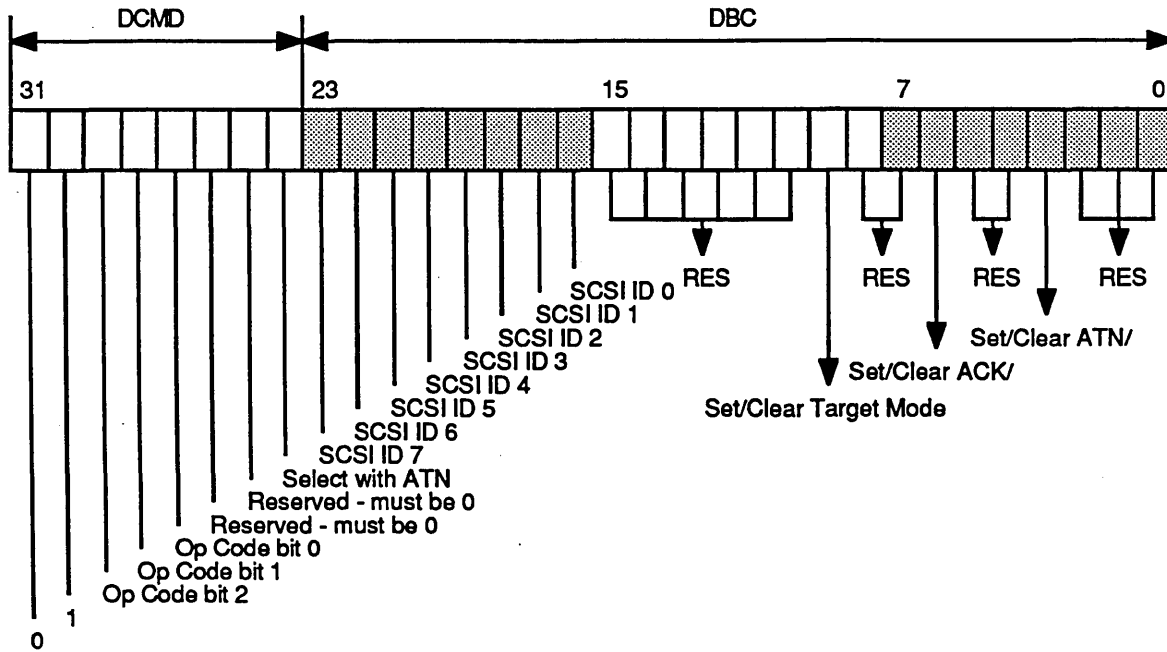 DCMD DBC
31 23 15 7 0
RES RES RES RES
SCSI ID 0
SCSI ID 1
SCSI ID 2
SCSI ID 3
SCSI ID 4
SCSI ID 5
SCSI ID 6
SCSI ID 7
Set/Clear ATN/
Set/Clear ACK/
Set/Clear Target Mode
Select with ATN
Reserved - must be 0
Reserved - must be 0
Op Code bit 0
Op Code bit 1
Op Code bit 2
1
0